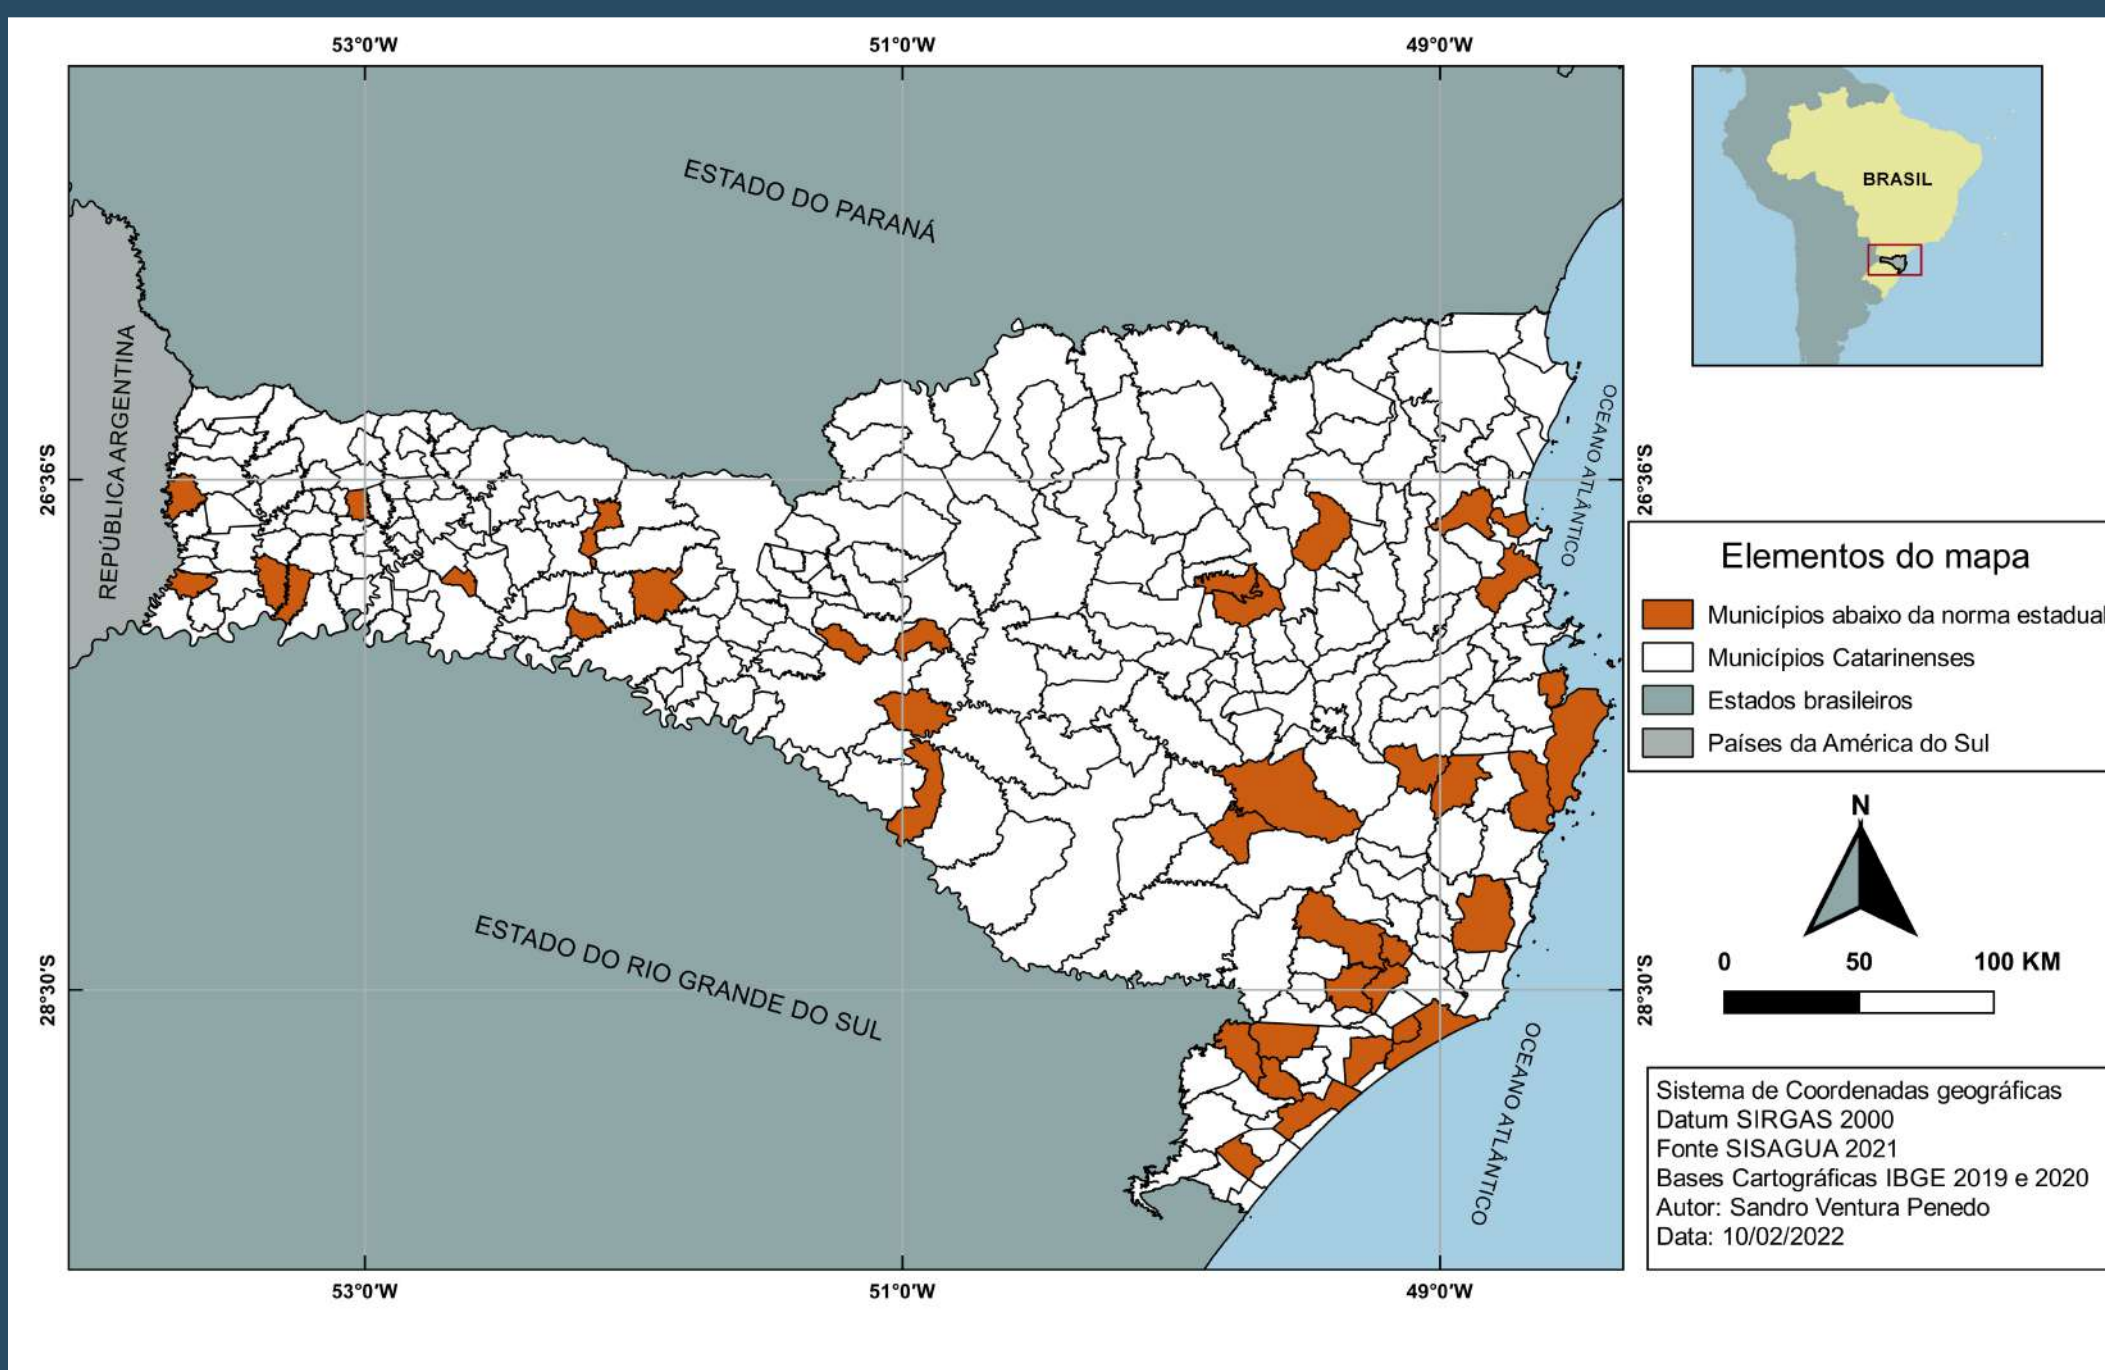 53°0'W
51°0'W
49°0'W
ESTADO DO PARANÁ
BRASIL
REPÚBLICA ARGENTINA
OCEANO ATLÂNTICO
26°36'S
26°36'S
Elementos do mapa
Municípios abaixo da norma estadual
Municípios Catarinenses
Estados brasileiros
Países da América do Sul
N
0 50 100 KM
ESTADO DO RIO GRANDE DO SUL
28°30'S
28°30'S
OCEANO ATLÂNTICO
Sistema de Coordenadas geográficas
Datum SIRGAS 2000
Fonte SISAGUA 2021
Bases Cartográficas IBGE 2019 e 2020
Autor: Sandro Ventura Penedo
Data: 10/02/2022
53°0'W
51°0'W
49°0'W